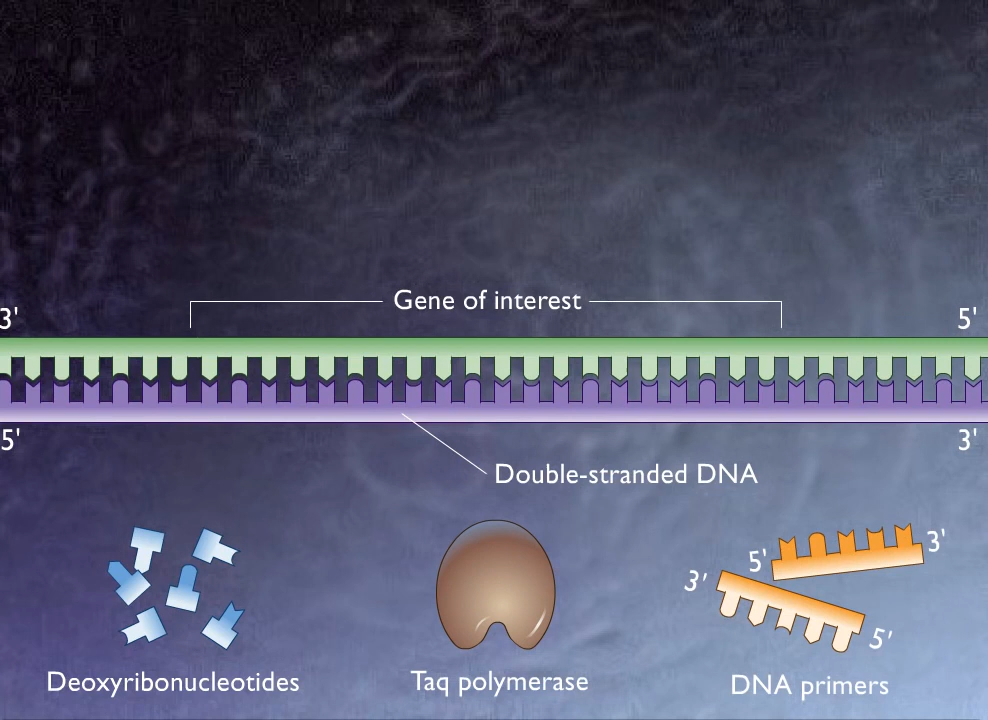 Gene of interest
3'
5'
5'
3'
Double-stranded DNA
5'
3'
3'
5'
Deoxyribonucleotides
Taq polymerase
DNA primers